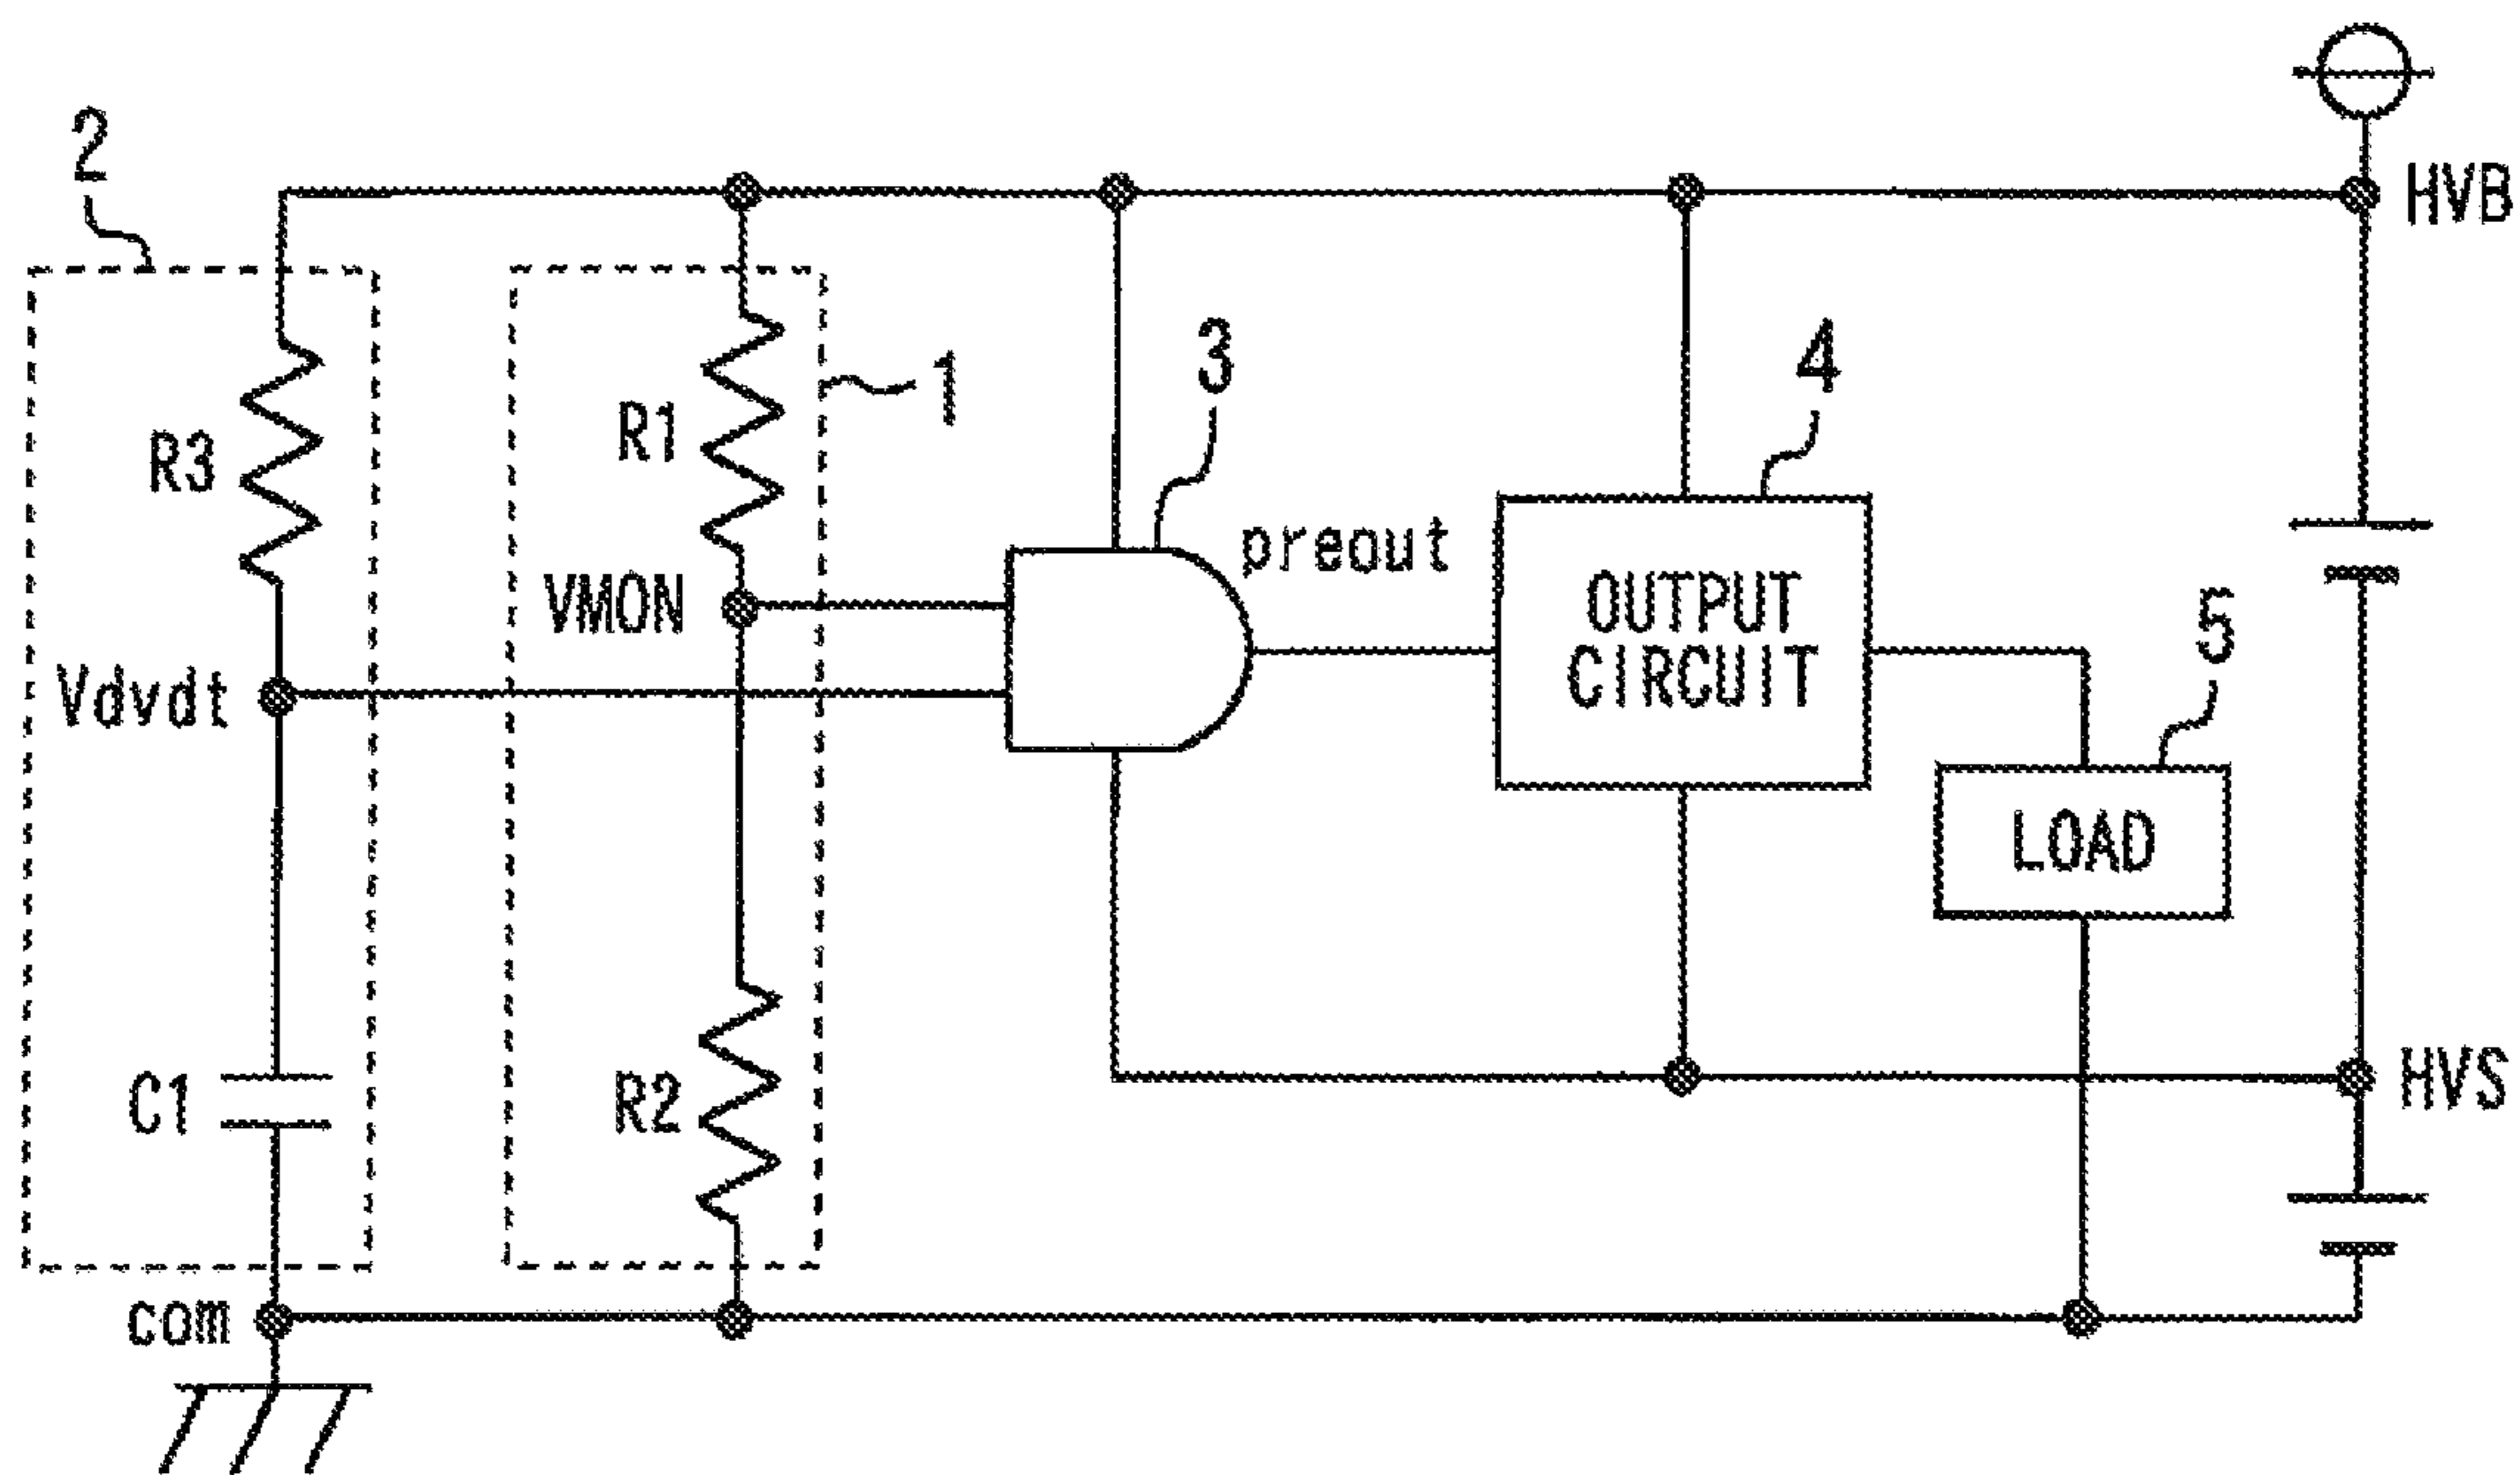 2
HVB
3
4
R1
1
R3
preout
VMON
OUTPUT
CIRCUIT
5
Vdvdt
LOAD
C1
R2
HVS
com